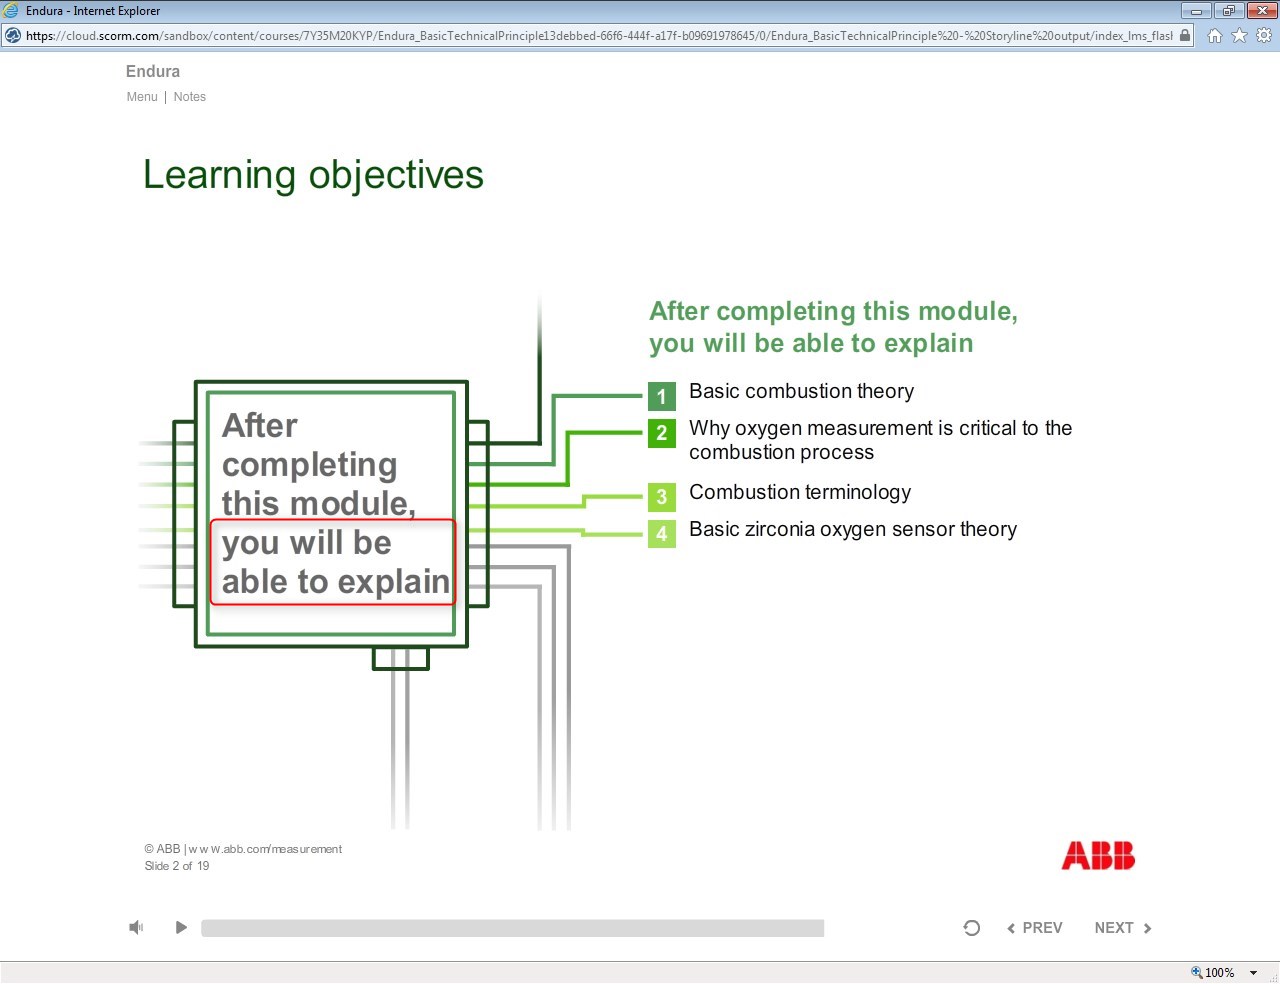 Endura - Internet Explorer
https://cloud.scorm.com/sandbox/content/courses/7Y35M20KYP/Endura_BasicTechnicalPrinciple13debbed-66f6-444f-a17f-b09691978645/0/Endura_BasicTechnicalPrinciple%20-%20Storyline%20output/index_lms_flash
Endura
Menu | Notes
Learning objectives
After completing this module,
you will be able to explain
1 Basic combustion theory
2 Why oxygen measurement is critical to the
combustion process
3 Combustion terminology
4 Basic zirconia oxygen sensor theory
After
completing
this module,
you will be
able to explain
© ABB | www.abb.com/measurement
Slide 2 of 19
ABB
PREV NEXT
100%